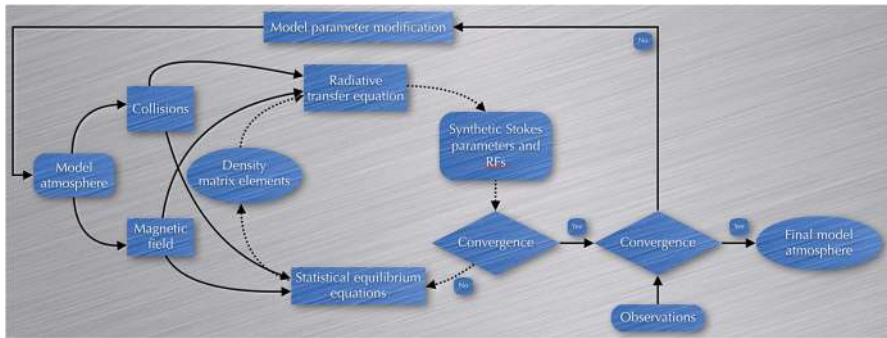 Model parameter modification
No
Radiative
transfer equation
Collisions
Synthetic Stokes
parameters and
RFs
Model
atmosphere
Density
matrix elements
Magnetic
field
Convergence
Yes
Convergence
Yes
Final model
atmosphere
Statistical equilibrium
equations
No
Observations